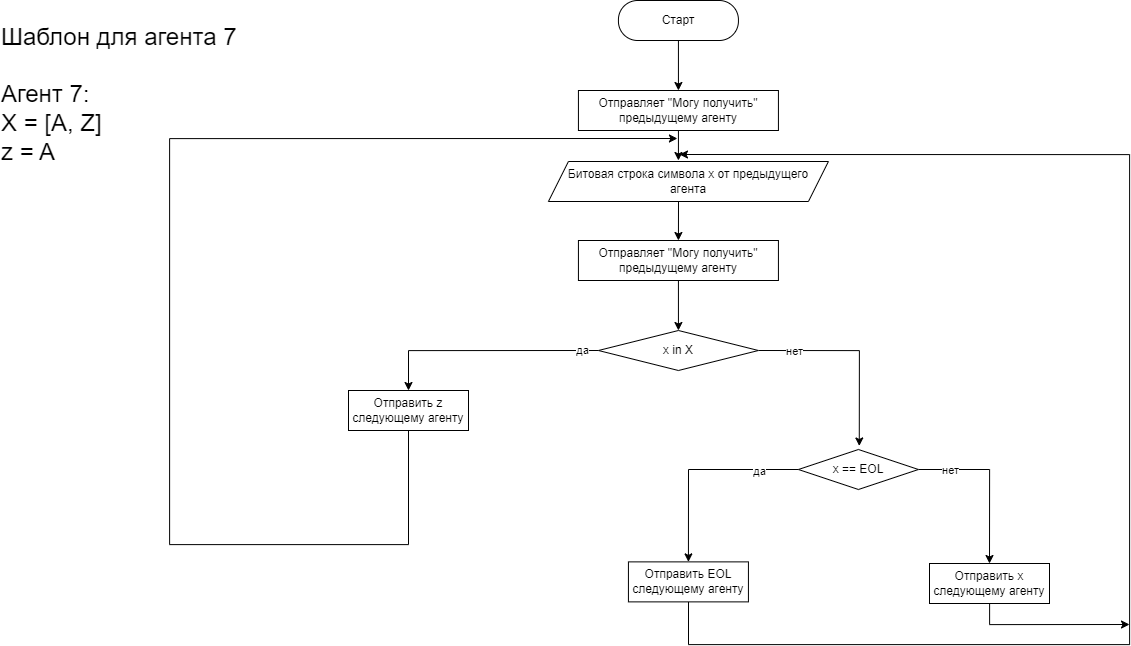 Шаблон для агента 7
Агент 7:
X = [A, Z]
z = A
Старт
Отправляет "Могу получить"
предыдущему агенту
Битовая строка символа x от предыдущего
агента
Отправляет "Могу получить"
предыдущему агенту
x in X
да
нет
Отправить z
следующему агенту
x == EOL
да
нет
Отправить EOL
следующему агенту
Отправить x
следующему агенту